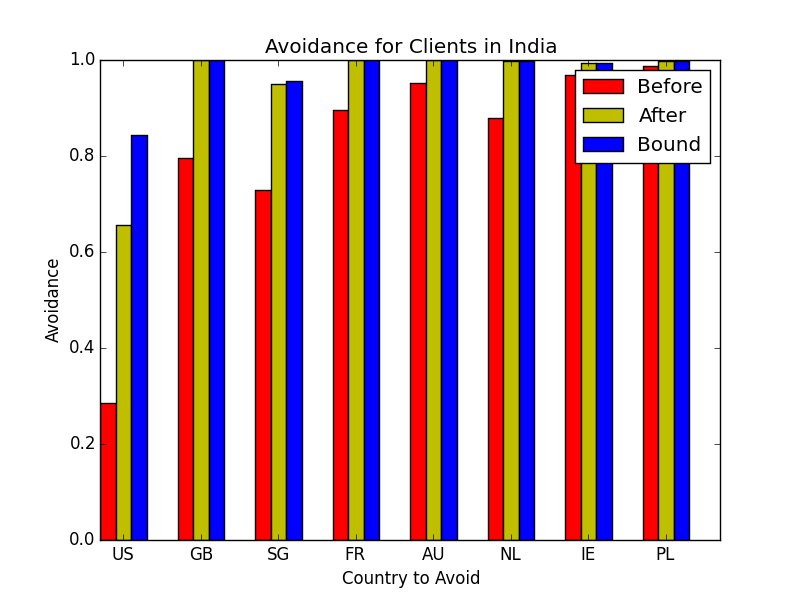 Avoidance for Clients in India
1.0
0.8
0.6
0.4
0.2
0.0
Avoidance
Before
After
Bound
US GB SG FR AU NL IE PL
Country to Avoid